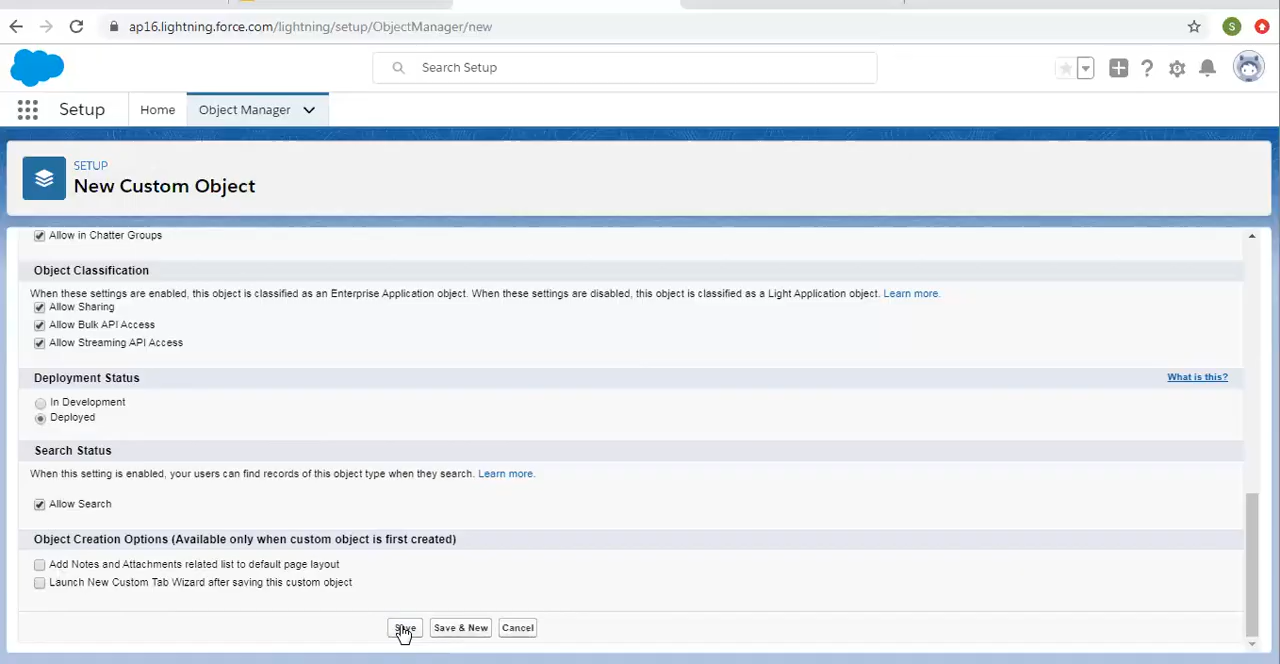 ap16.lightning.force.com/lightning/setup/ObjectManager/new
S
Search Setup
Setup
Home
Object Manager
SETUP
New Custom Object
Allow in Chatter Groups
Object Classification
When these settings are enabled, this object is classified as an Enterprise Application object. When these settings are disabled, this object is classified as a Light Application object. Learn more.
Allow Sharing
Allow Bulk API Access
Allow Streaming API Access
Deployment Status
What is this?
In Development
Deployed
Search Status
When this setting is enabled, your users can find records of this object type when they search. Learn more.
Allow Search
Object Creation Options (Available only when custom object is first created)
Add Notes and Attachments related list to default page layout
Launch New Custom Tab Wizard after saving this custom object
Save
Save & New
Cancel